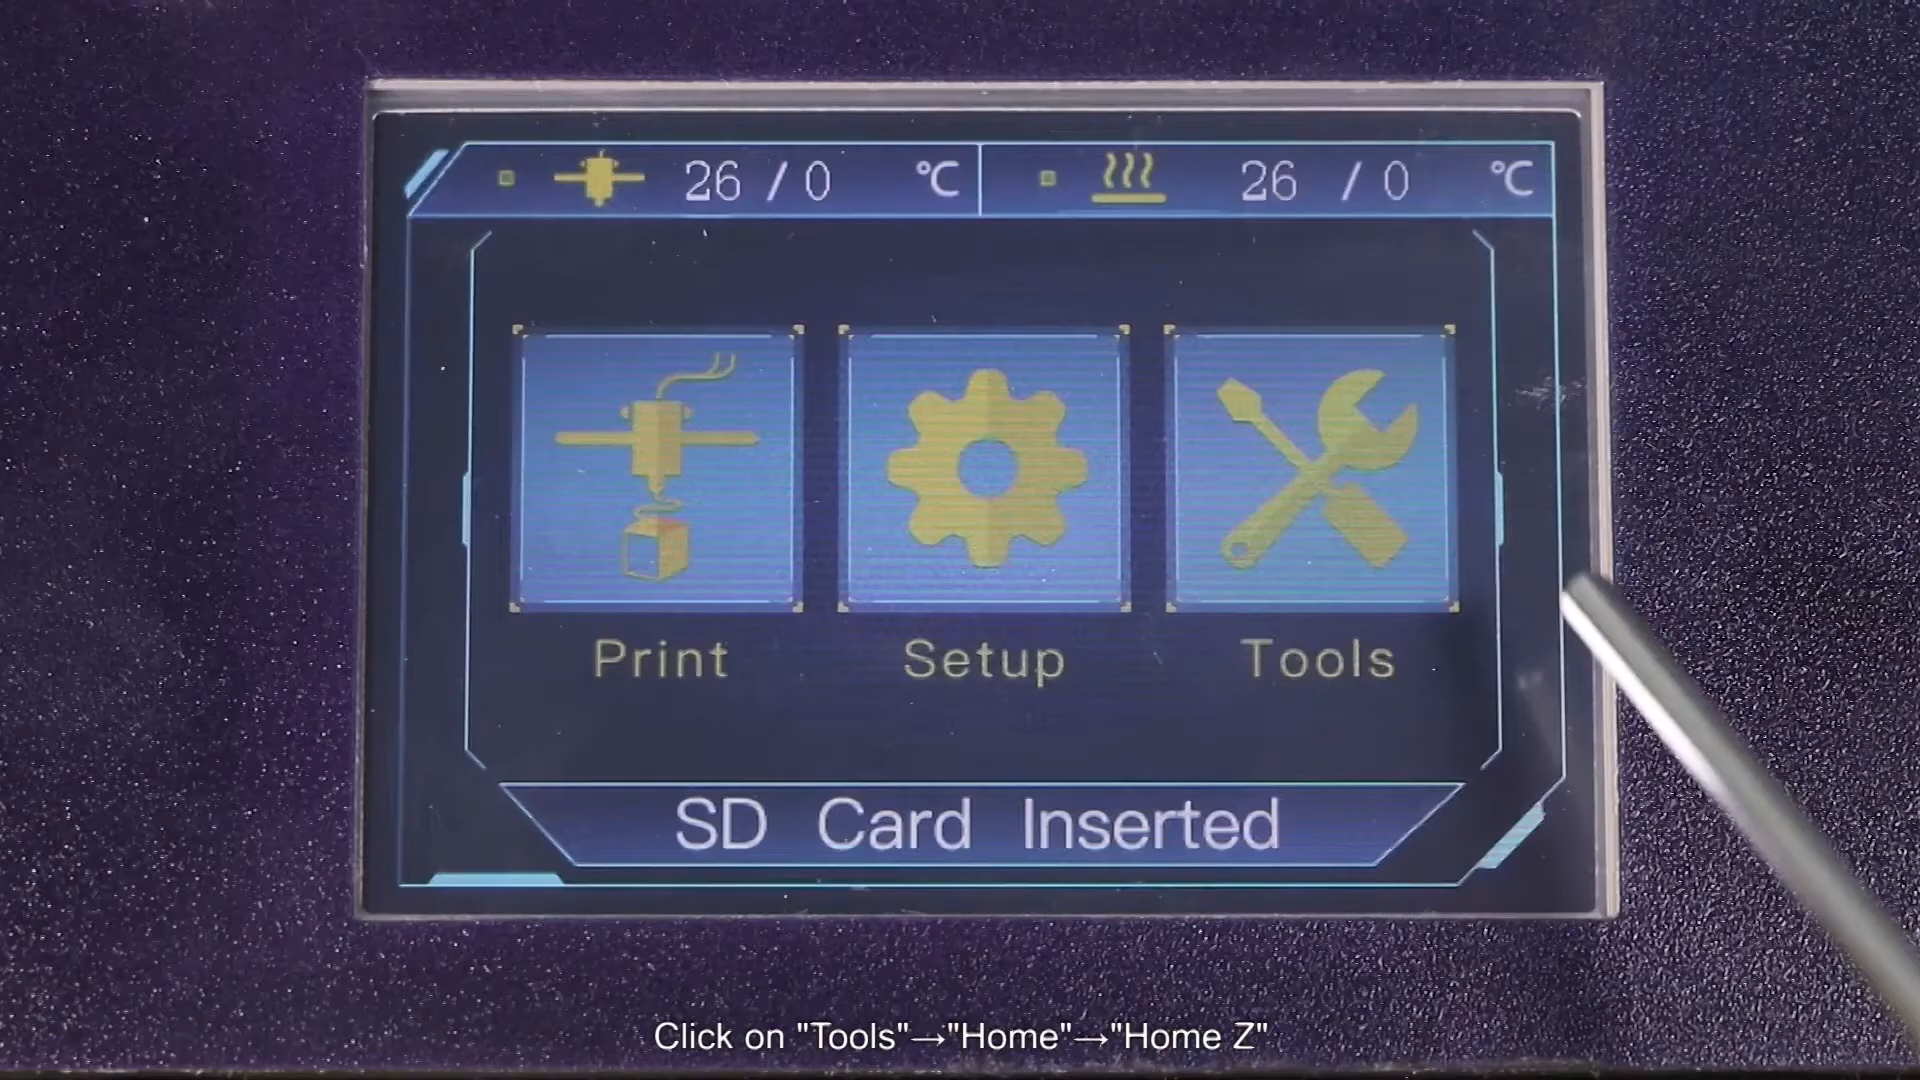 26 / 0 °C 26 / 0 °C
Print Setup Tools
SD Card Inserted
Click on "Tools"→"Home"→"Home Z"